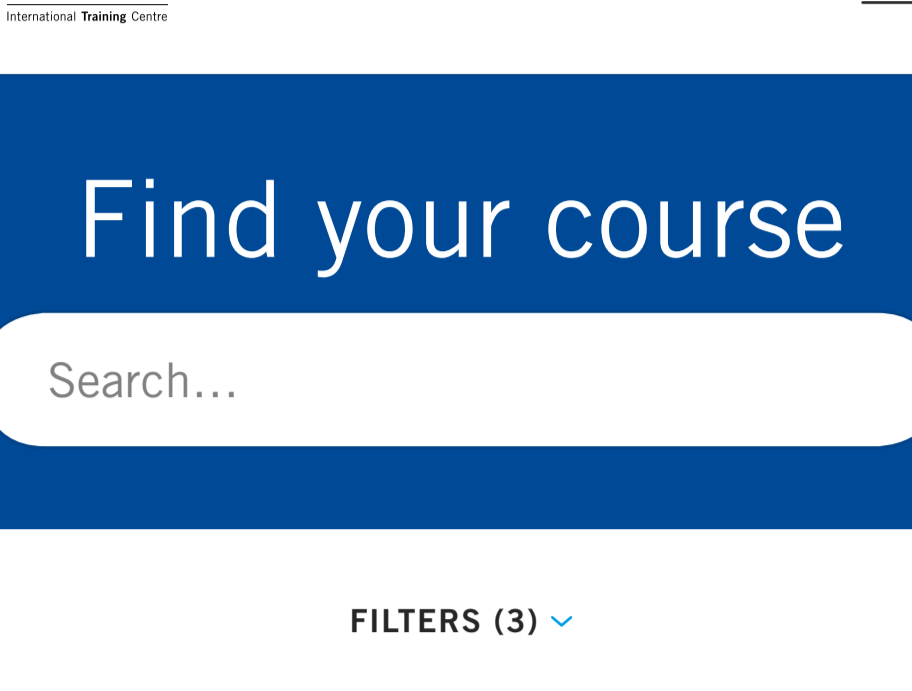 International Training Centre
Find your course
Search...
FILTERS (3)